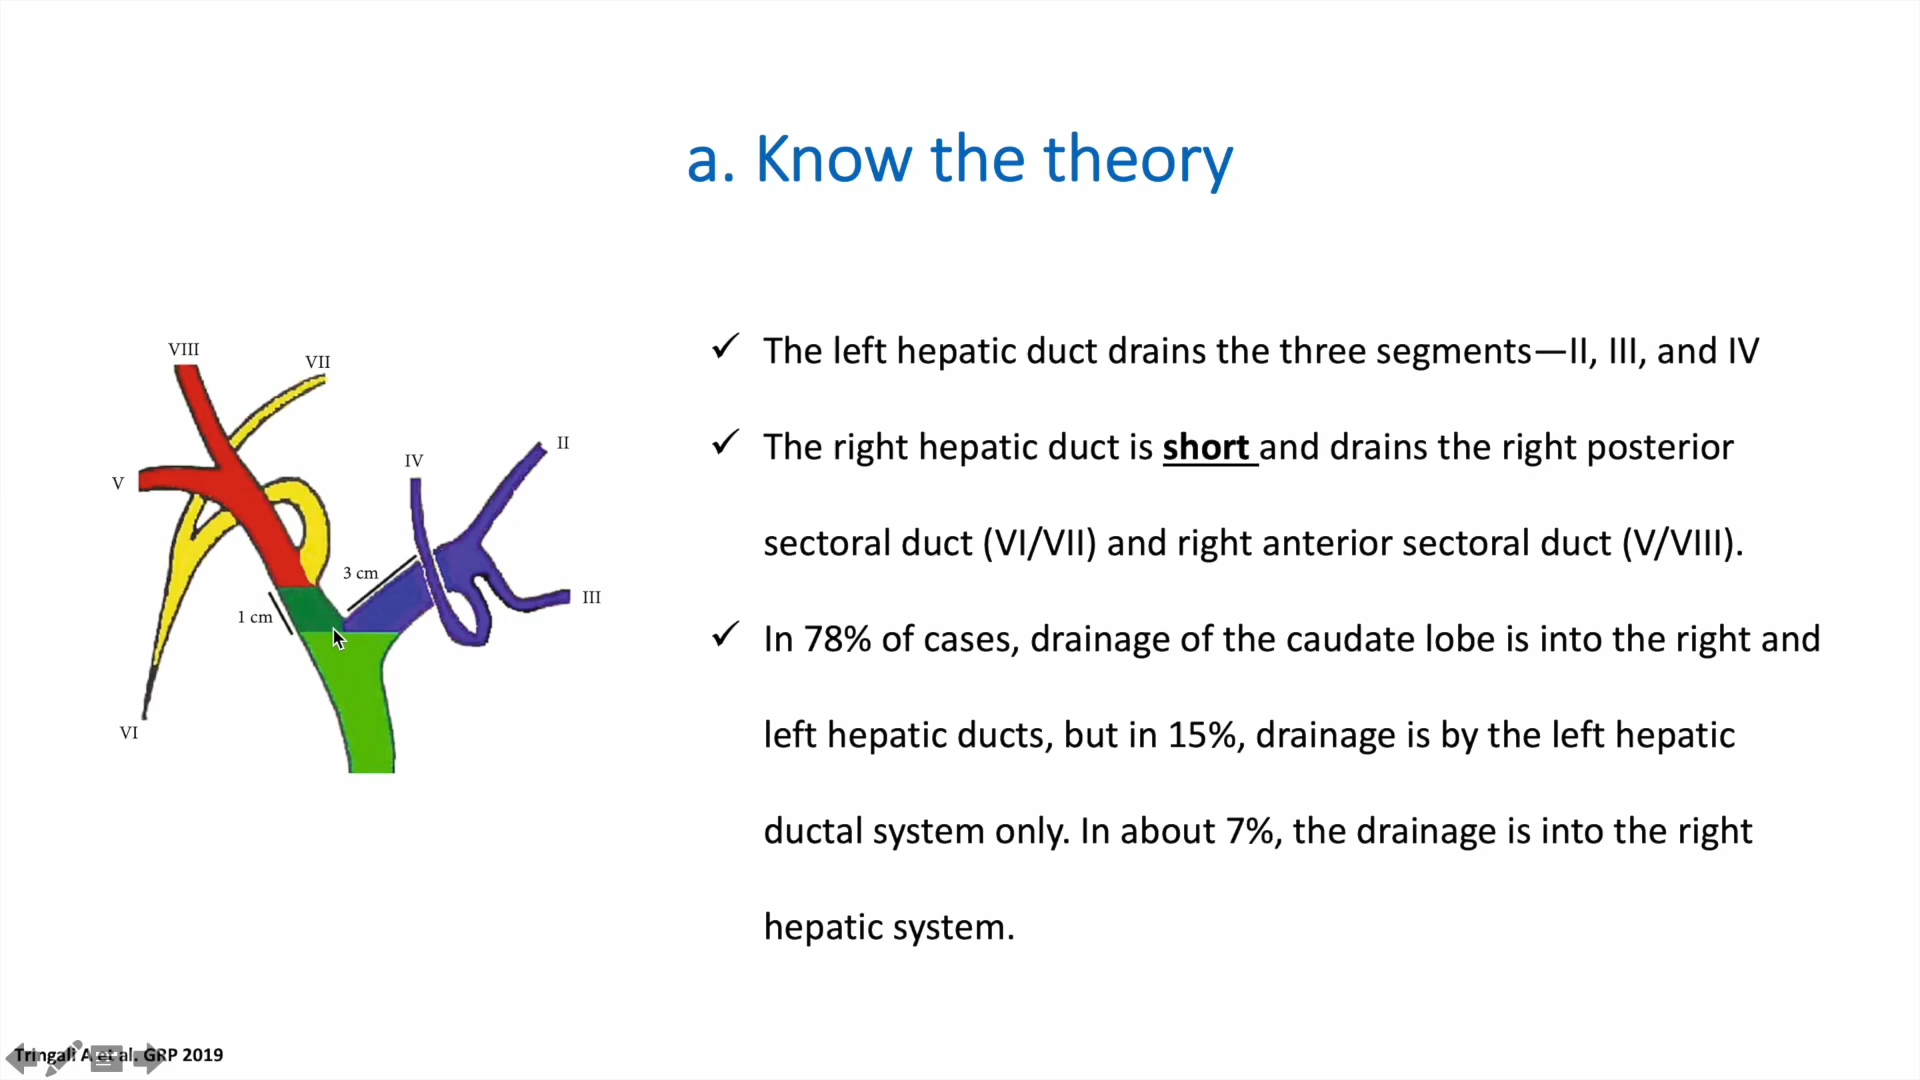 a. Know the theory
VIII
VII
V
IV
II
3 cm
1 cm
III
VI
✓ The left hepatic duct drains the three segments—II, III, and IV
✓ The right hepatic duct is short and drains the right posterior
sectoral duct (VI/VII) and right anterior sectoral duct (V/VIII).
✓ In 78% of cases, drainage of the caudate lobe is into the right and
left hepatic ducts, but in 15%, drainage is by the left hepatic
ductal system only. In about 7%, the drainage is into the right
hepatic system.
Tringali A et al. GRP 2019